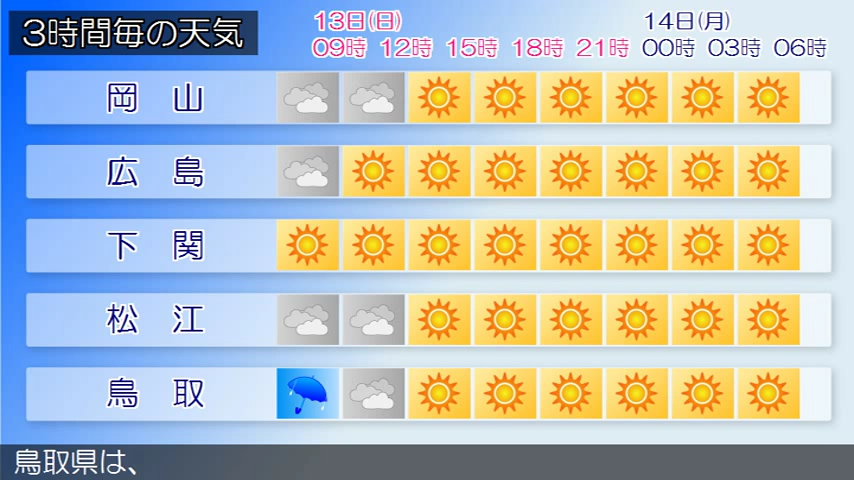 3時間毎の天気
13日(日) 14日(月)
09時 12時 15時 18時 21時 00時 03時 06時
岡 山
広 島
下 関
松 江
鳥 取
鳥取県は、